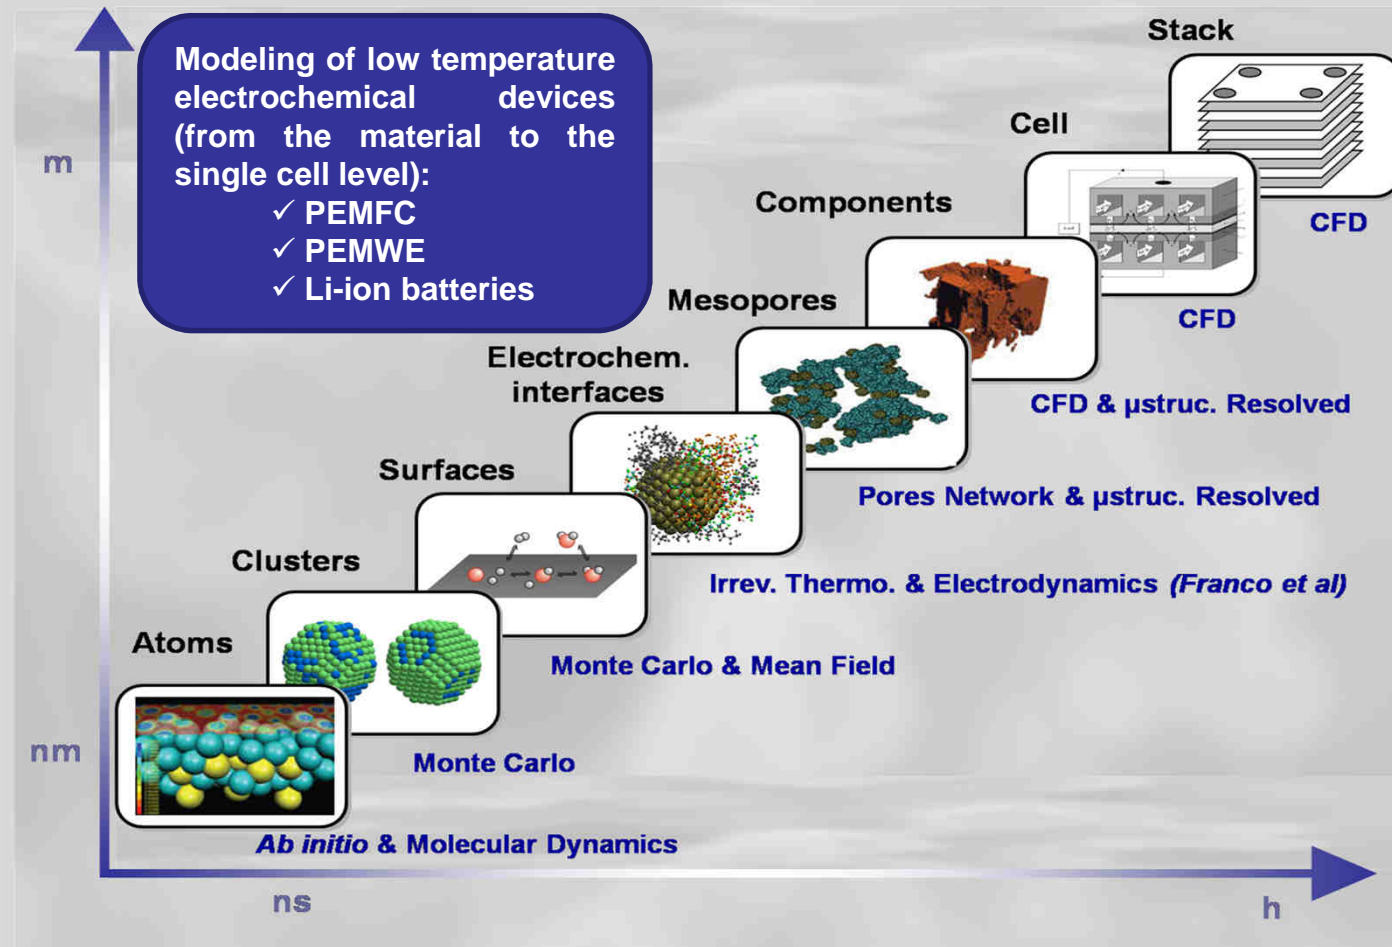 Modeling of low temperature
electrochemical devices
(from the material to the
single cell level):
✓ PEMFC
✓ PEMWE
✓ Li-ion batteries
Stack
CFD
Cell
CFD
Components
CFD & µstruc. Resolved
Mesopores
Pores Network & µstruc. Resolved
Electrochem.
interfaces
Irrev. Thermo. & Electrodynamics (Franco et al)
Surfaces
Monte Carlo & Mean Field
Clusters
Monte Carlo
Atoms
Ab initio & Molecular Dynamics
m
nm
ns
h